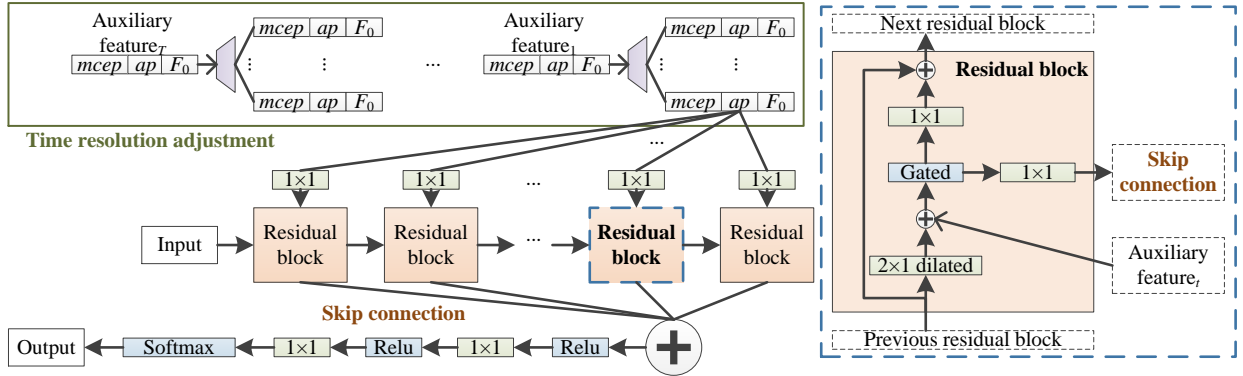 Auxiliary
feature_T
mcep ap F_0
mcep ap F_0
⋮ ⋮ ⋮
mcep ap F_0
...
Auxiliary
feature_1
mcep ap F_0
mcep ap F_0
⋮ ⋮ ⋮
mcep ap F_0
Time resolution adjustment
...
1×1 1×1 ... 1×1 1×1
Input
Residual
block
Residual
block
...
Residual
block
Residual
block
Skip connection
+
Output Softmax 1×1 Relu 1×1 Relu
Next residual block
Residual block
+
1×1
Gated 1×1
Skip
connection
+
2×1 dilated
Auxiliary
feature_t
Previous residual block